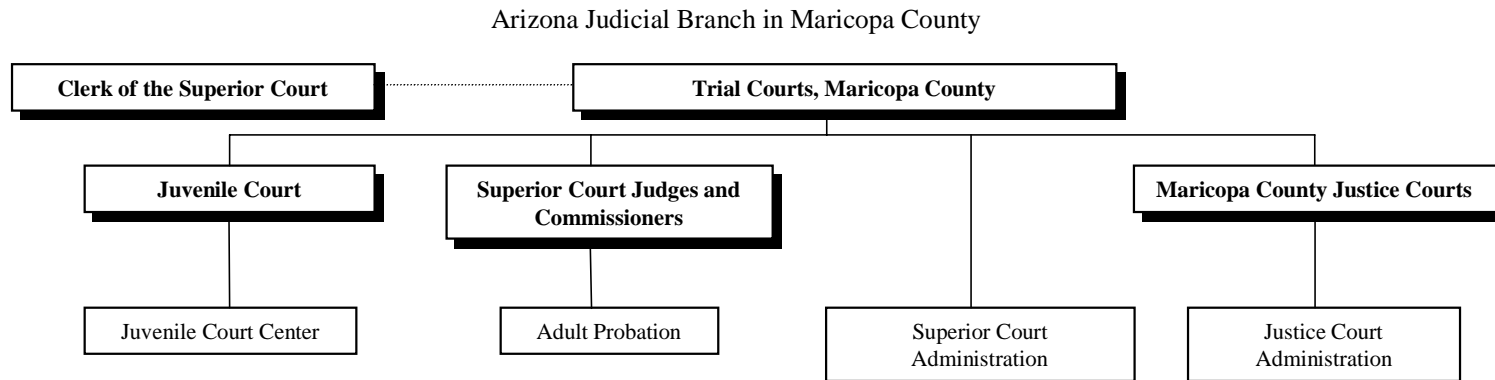 Arizona Judicial Branch in Maricopa County
Clerk of the Superior Court
Trial Courts, Maricopa County
Juvenile Court
Superior Court Judges and
Commissioners
Maricopa County Justice Courts
Juvenile Court Center
Adult Probation
Superior Court
Administration
Justice Court
Administration